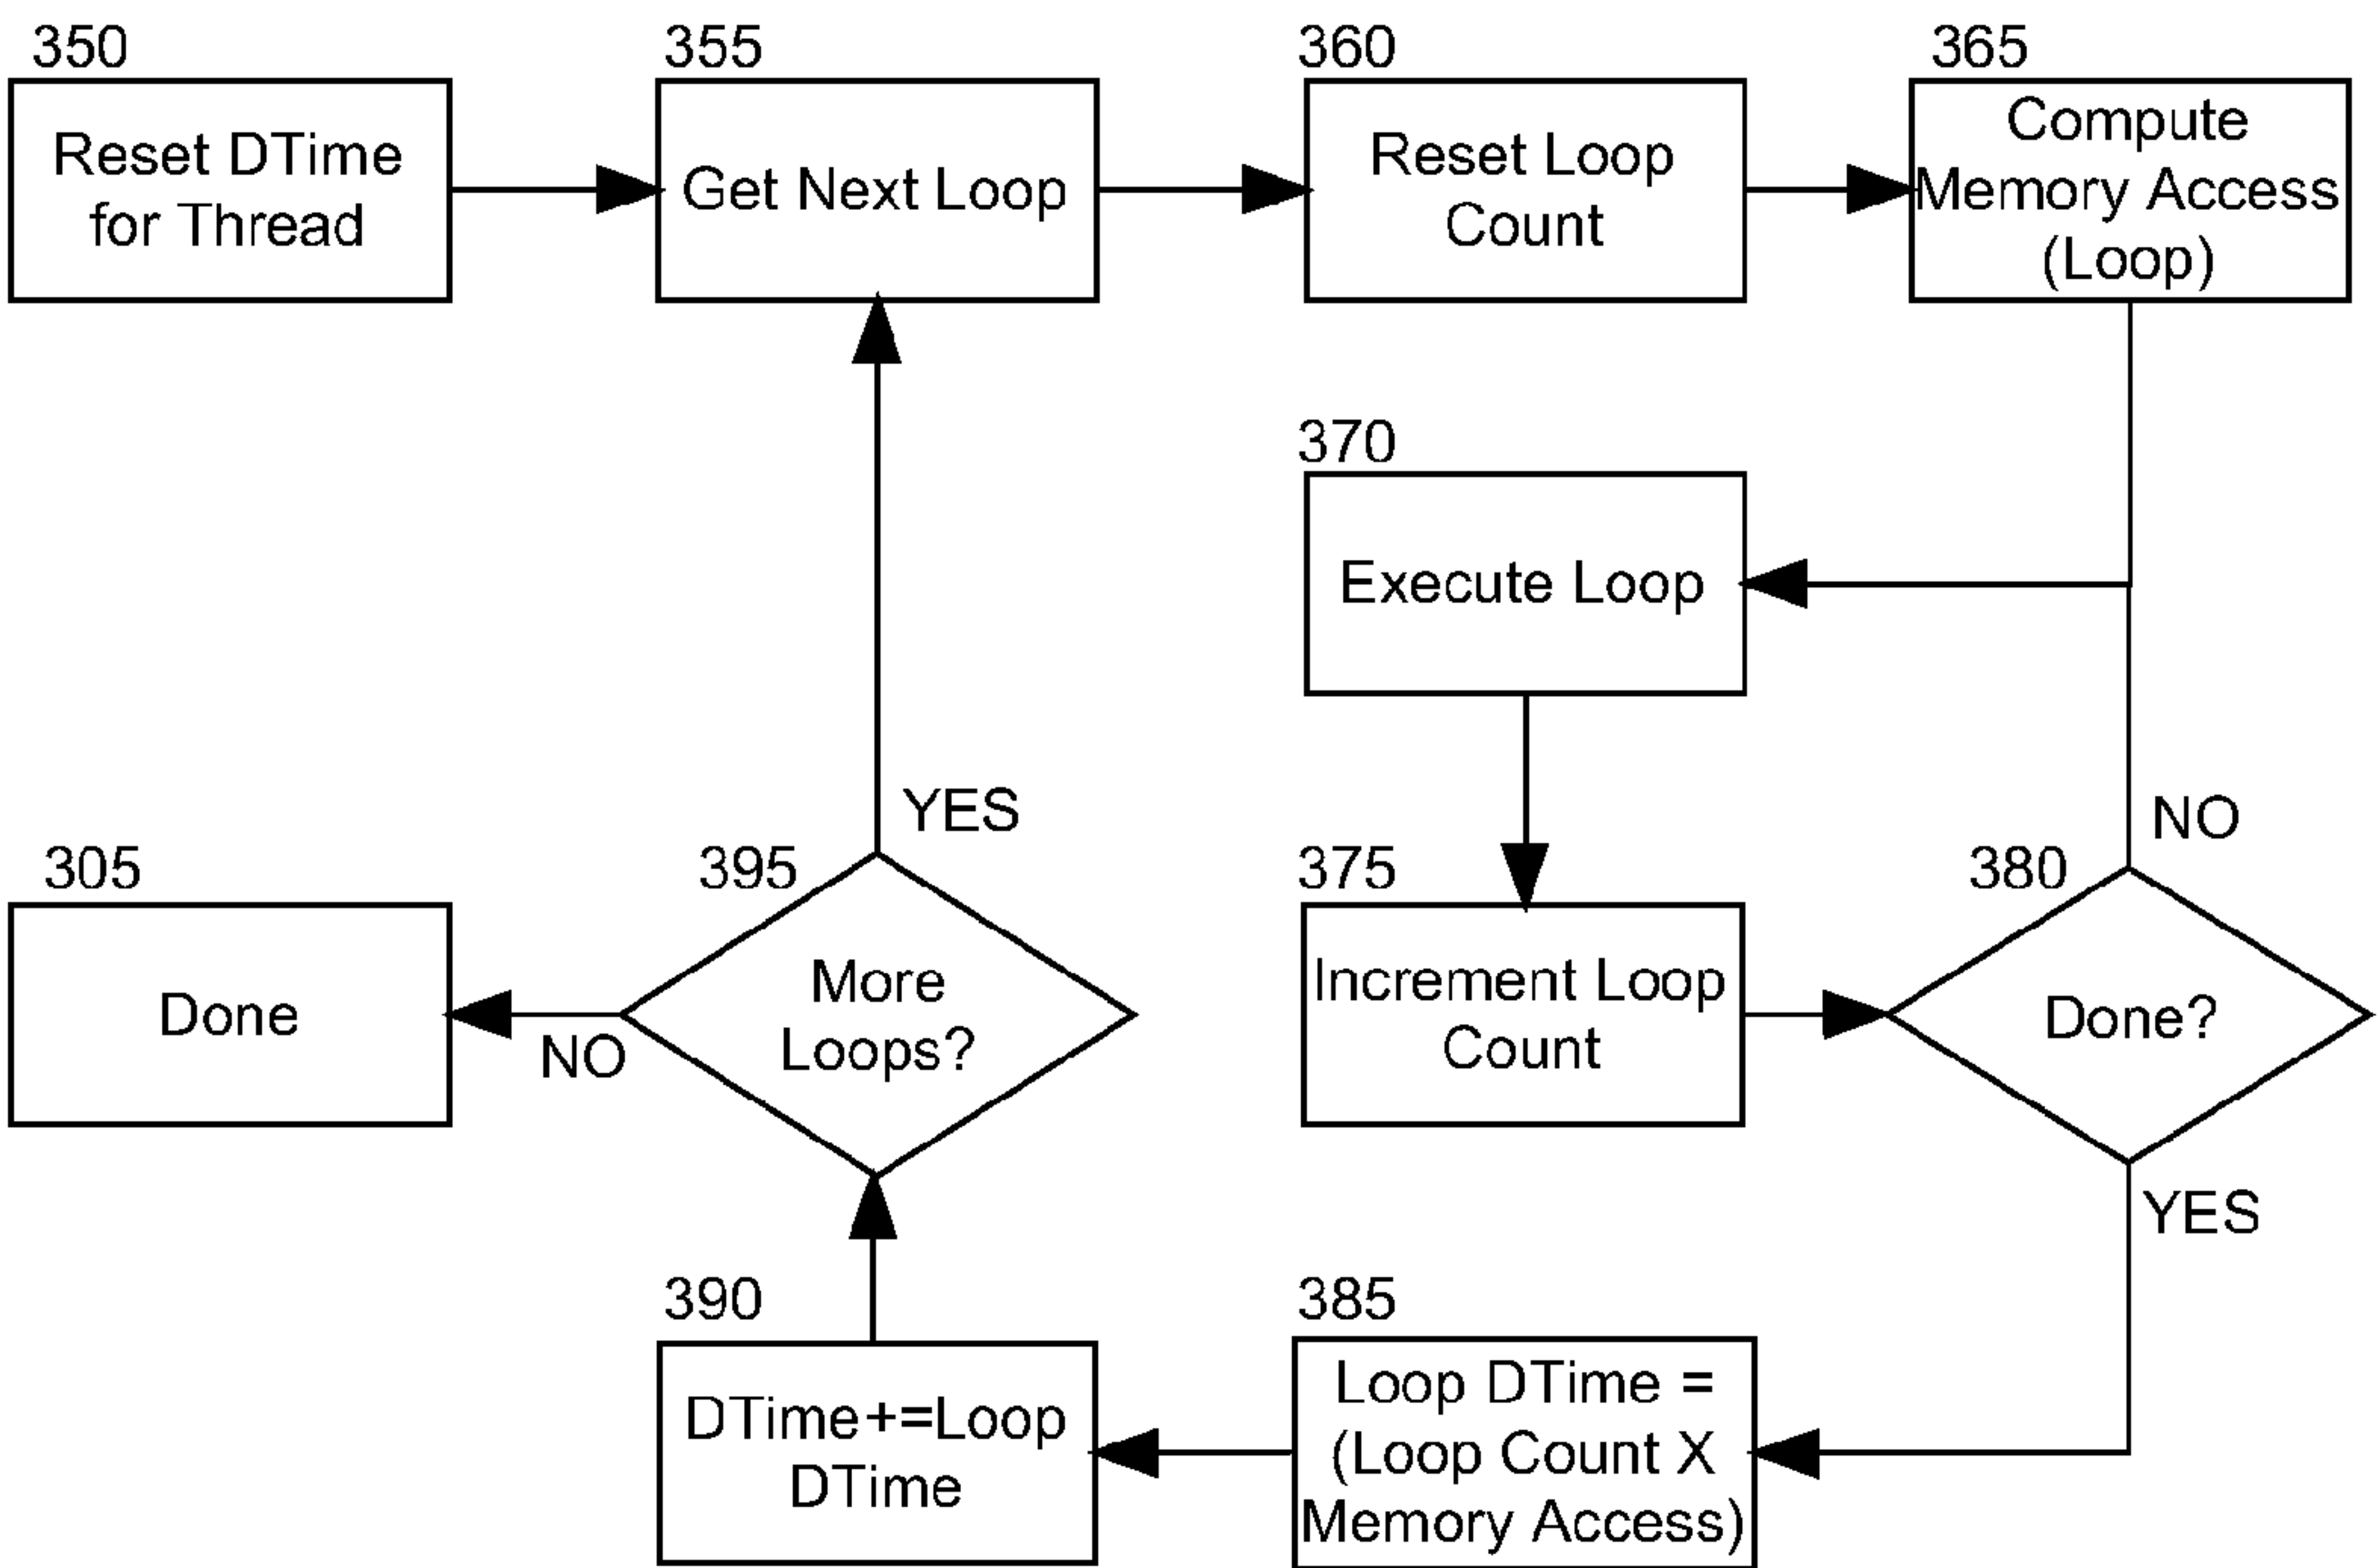 350
Reset DTime
for Thread
355
Get Next Loop
360
Reset Loop
Count
365
Compute
Memory Access
(Loop)
370
Execute Loop
375
Increment Loop
Count
380
Done?
NO
YES
385
Loop DTime =
(Loop Count X
Memory Access)
390
DTime+=Loop
DTime
395
More
Loops?
YES
NO
305
Done